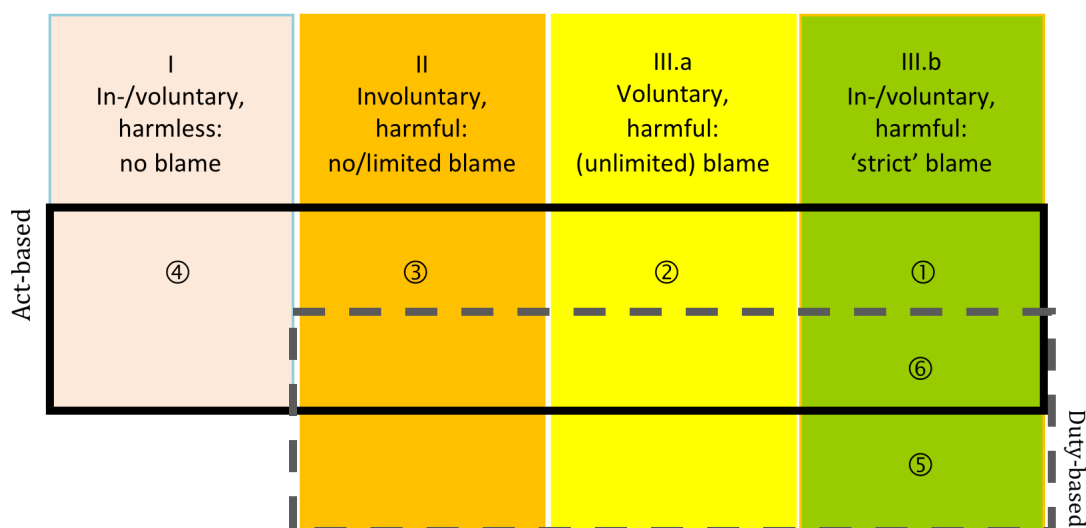 I
In-/voluntary,
harmless:
no blame
II
Involuntary,
harmful:
no/limited blame
III.a
Voluntary,
harmful:
(unlimited) blame
III.b
In-/voluntary,
harmful:
‘strict’ blame
Act-based
④
③
②
①
⑥
⑤
Duty-based